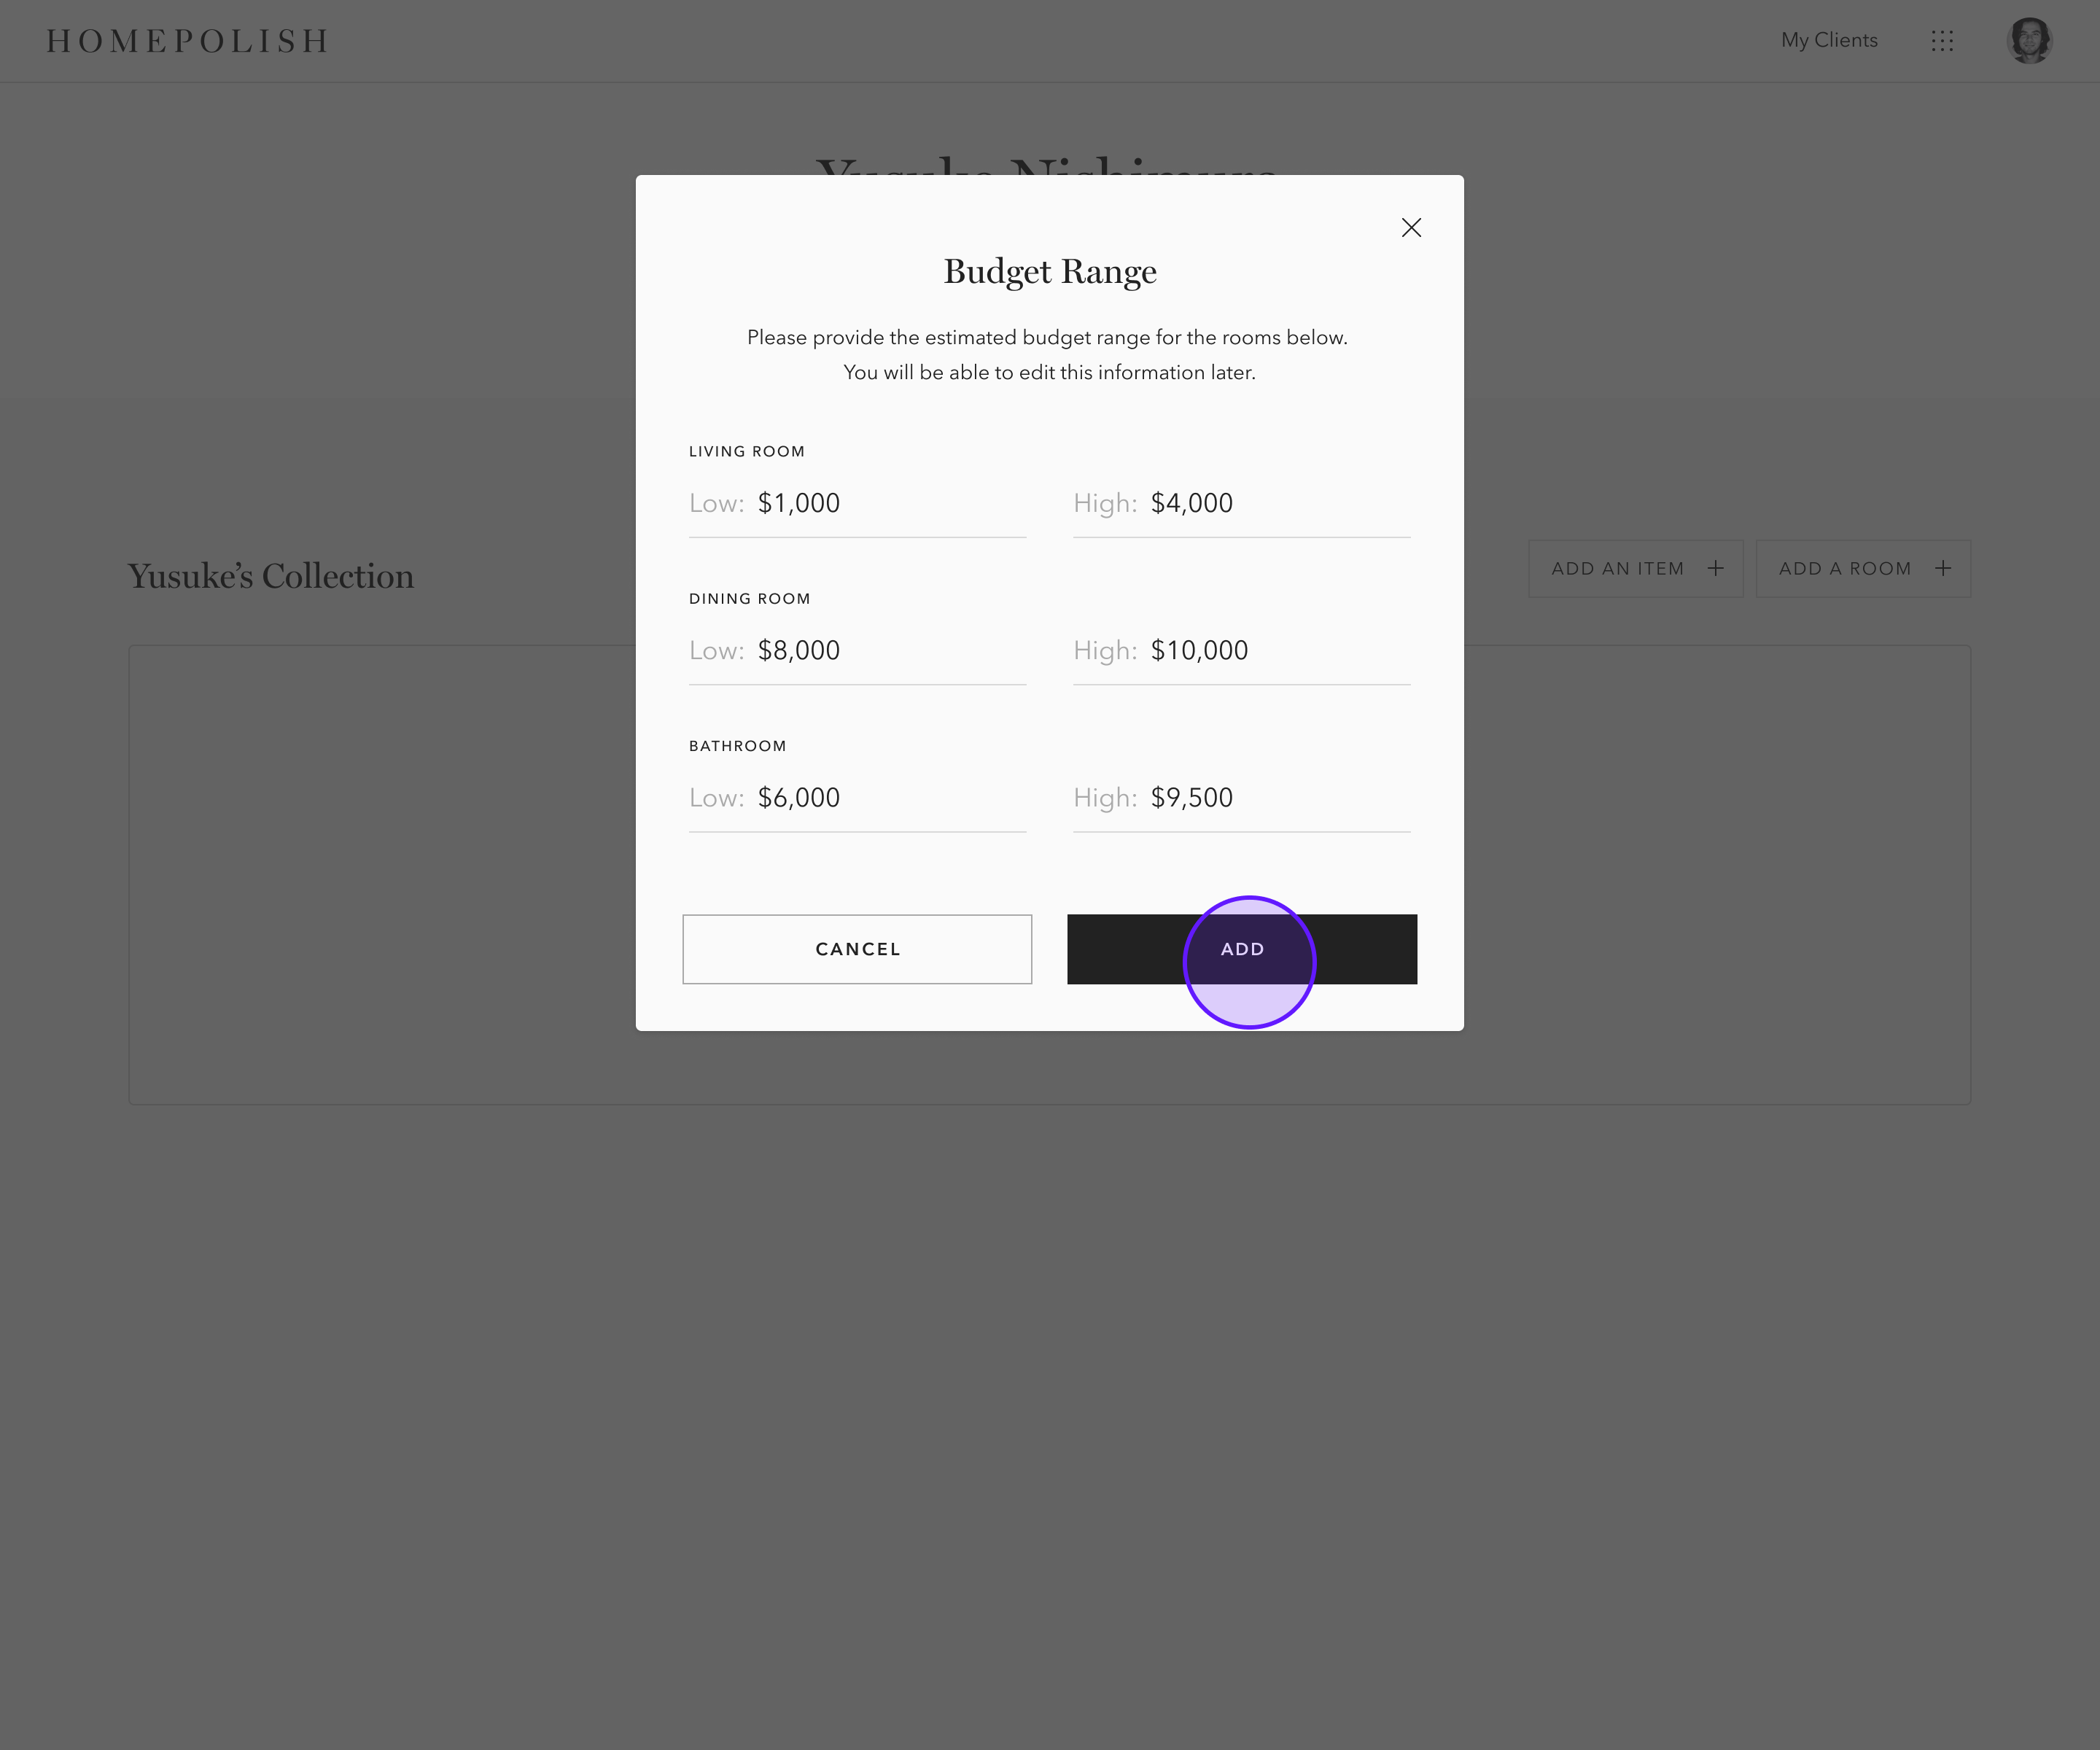 HOMEPOLISH
My Clients
Yusuke Nishimura
Budget Range
Please provide the estimated budget range for the rooms below.
You will be able to edit this information later.
LIVING ROOM
Low: $1,000
High: $4,000
Yusuke’s Collection
ADD AN ITEM +
ADD A ROOM +
DINING ROOM
Low: $8,000
High: $10,000
BATHROOM
Low: $6,000
High: $9,500
CANCEL
ADD